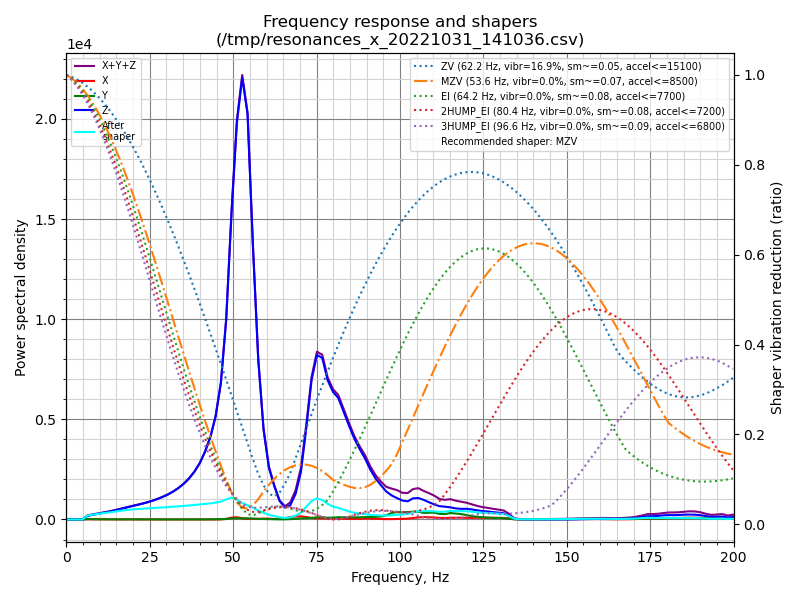 Frequency response and shapers
(/tmp/resonances_x_20221031_141036.csv)
1e4
X+Y+Z
X
Y
Z
After
shaper
ZV (62.2 Hz, vibr=16.9%, sm~=0.05, accel<=15100)
MZV (53.6 Hz, vibr=0.0%, sm~=0.07, accel<=8500)
EI (64.2 Hz, vibr=0.0%, sm~=0.08, accel<=7700)
2HUMP_EI (80.4 Hz, vibr=0.0%, sm~=0.08, accel<=7200)
3HUMP_EI (96.6 Hz, vibr=0.0%, sm~=0.09, accel<=6800)
Recommended shaper: MZV
Power spectral density
2.0
1.5
1.0
0.5
0.0
1.0
0.8
0.6
0.4
0.2
0.0
Shaper vibration reduction (ratio)
0 25 50 75 100 125 150 175 200
Frequency, Hz